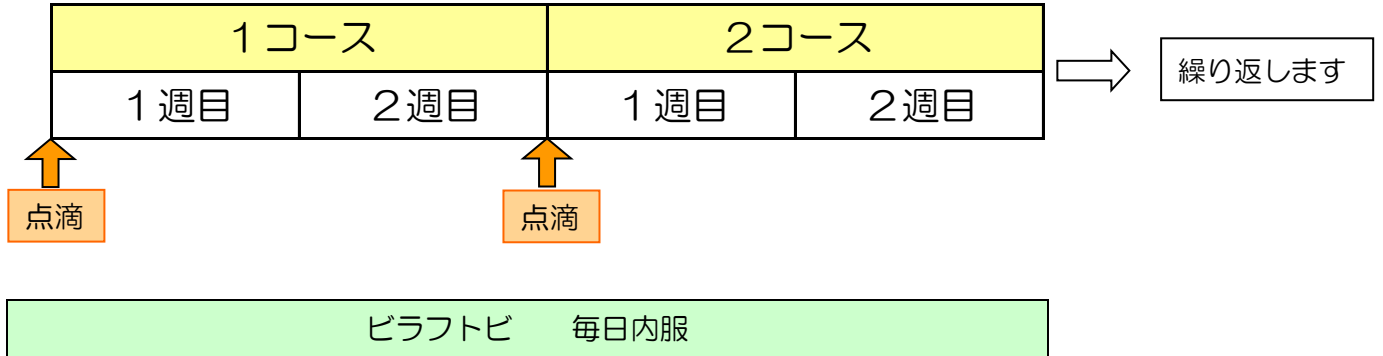 １コース ２コース
１週目 ２週目 １週目 ２週目
繰り返します
点滴 点滴
ビラフトビ　　毎日内服